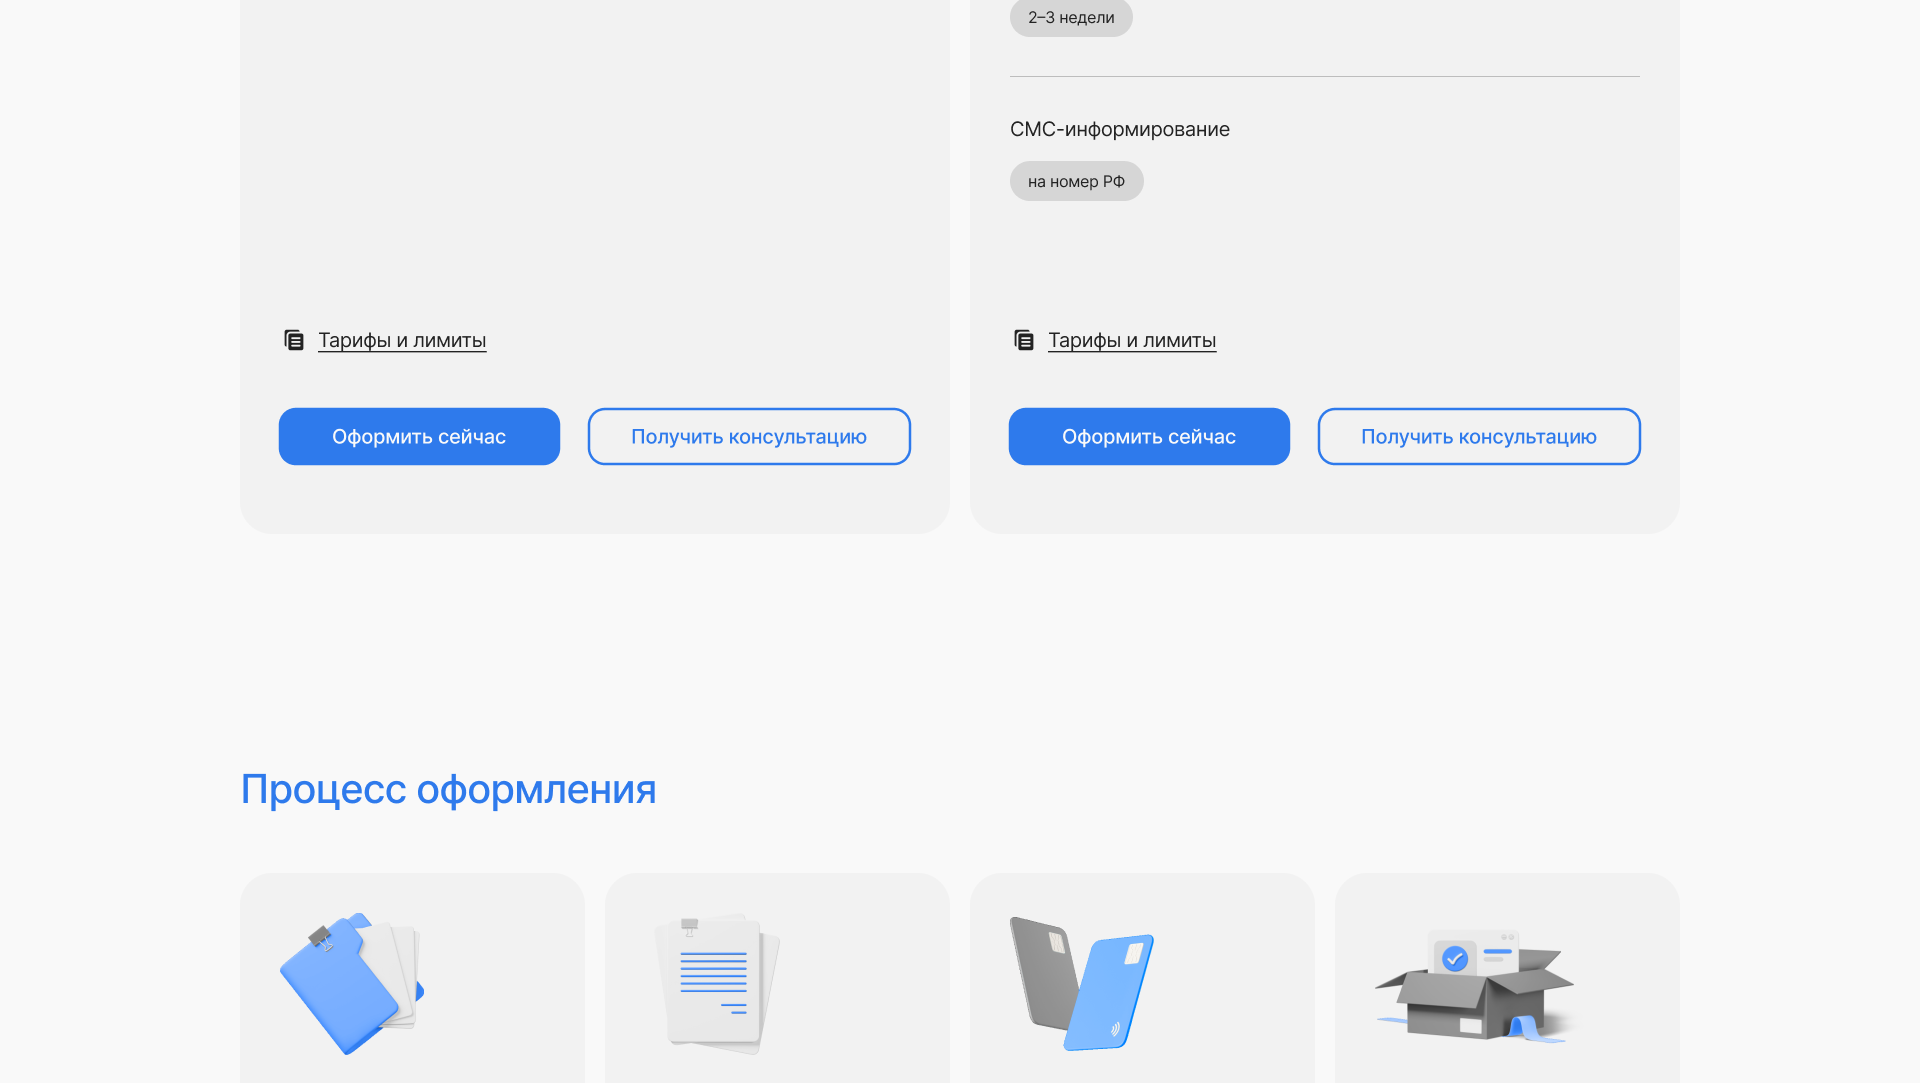 2–3 недели
СМС-информирование
на номер РФ
Тарифы и лимиты
Тарифы и лимиты
Оформить сейчас
Получить консультацию
Оформить сейчас
Получить консультацию
Процесс оформления